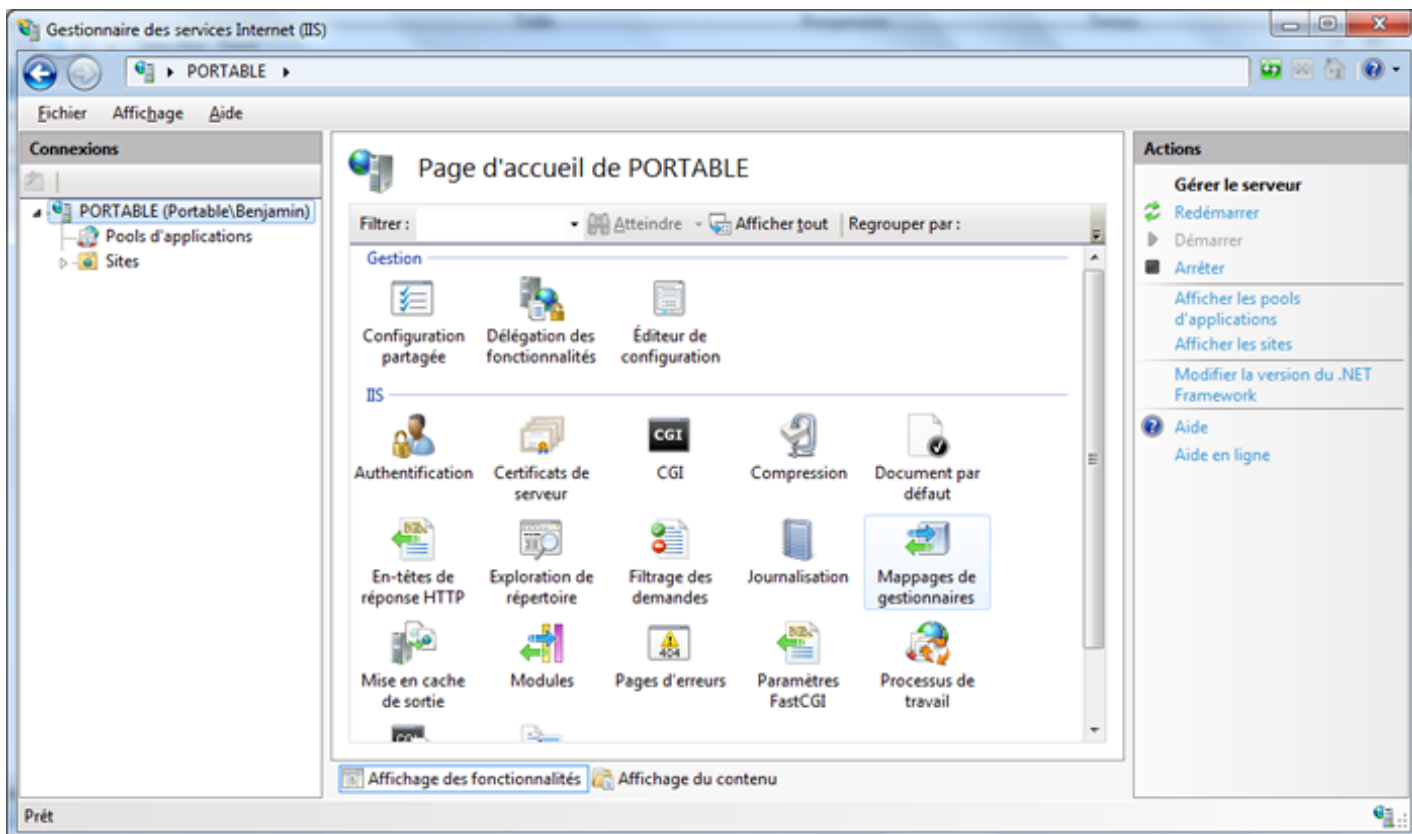 Gestionnaire des services Internet (IIS)
PORTABLE
Fichier Affichage Aide
Connexions
PORTABLE (Portable\Benjamin)
Pools d'applications
Sites
Page d'accueil de PORTABLE
Filtrer : Atteindre Afficher tout Regrouper par :
Gestion
Configuration partagée
Délégation des fonctionnalités
Éditeur de configuration
IIS
Authentification
Certificats de serveur
CGI
CGI
Compression
Document par défaut
En-têtes de réponse HTTP
Exploration de répertoire
Filtrage des demandes
Journalisation
Mappages de gestionnaires
Mise en cache de sortie
Modules
404
Pages d'erreurs
Paramètres FastCGI
Processus de travail
Affichage des fonctionnalités
Affichage du contenu
Actions
Gérer le serveur
Redémarrer
Démarrer
Arrêter
Afficher les pools
d'applications
Afficher les sites
Modifier la version du .NET
Framework
Aide
Aide en ligne
Prêt